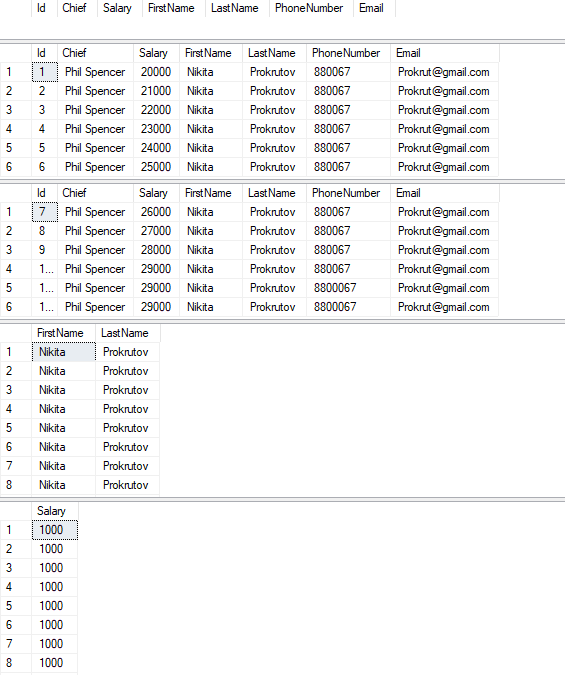 Id Chief Salary FirstName LastName PhoneNumber Email
Id Chief Salary FirstName LastName PhoneNumber Email
1 1 Phil Spencer 20000 Nikita Prokrutov 880067 Prokrut@gmail.com
2 2 Phil Spencer 21000 Nikita Prokrutov 880067 Prokrut@gmail.com
3 3 Phil Spencer 22000 Nikita Prokrutov 880067 Prokrut@gmail.com
4 4 Phil Spencer 23000 Nikita Prokrutov 880067 Prokrut@gmail.com
5 5 Phil Spencer 24000 Nikita Prokrutov 880067 Prokrut@gmail.com
6 6 Phil Spencer 25000 Nikita Prokrutov 880067 Prokrut@gmail.com
Id Chief Salary FirstName LastName PhoneNumber Email
1 7 Phil Spencer 26000 Nikita Prokrutov 880067 Prokrut@gmail.com
2 8 Phil Spencer 27000 Nikita Prokrutov 880067 Prokrut@gmail.com
3 9 Phil Spencer 28000 Nikita Prokrutov 880067 Prokrut@gmail.com
4 1... Phil Spencer 29000 Nikita Prokrutov 880067 Prokrut@gmail.com
5 1... Phil Spencer 29000 Nikita Prokrutov 8800067 Prokrut@gmail.com
6 1... Phil Spencer 29000 Nikita Prokrutov 8800067 Prokrut@gmail.com
FirstName LastName
1 Nikita Prokrutov
2 Nikita Prokrutov
3 Nikita Prokrutov
4 Nikita Prokrutov
5 Nikita Prokrutov
6 Nikita Prokrutov
7 Nikita Prokrutov
8 Nikita Prokrutov
Salary
1 1000
2 1000
3 1000
4 1000
5 1000
6 1000
7 1000
8 1000